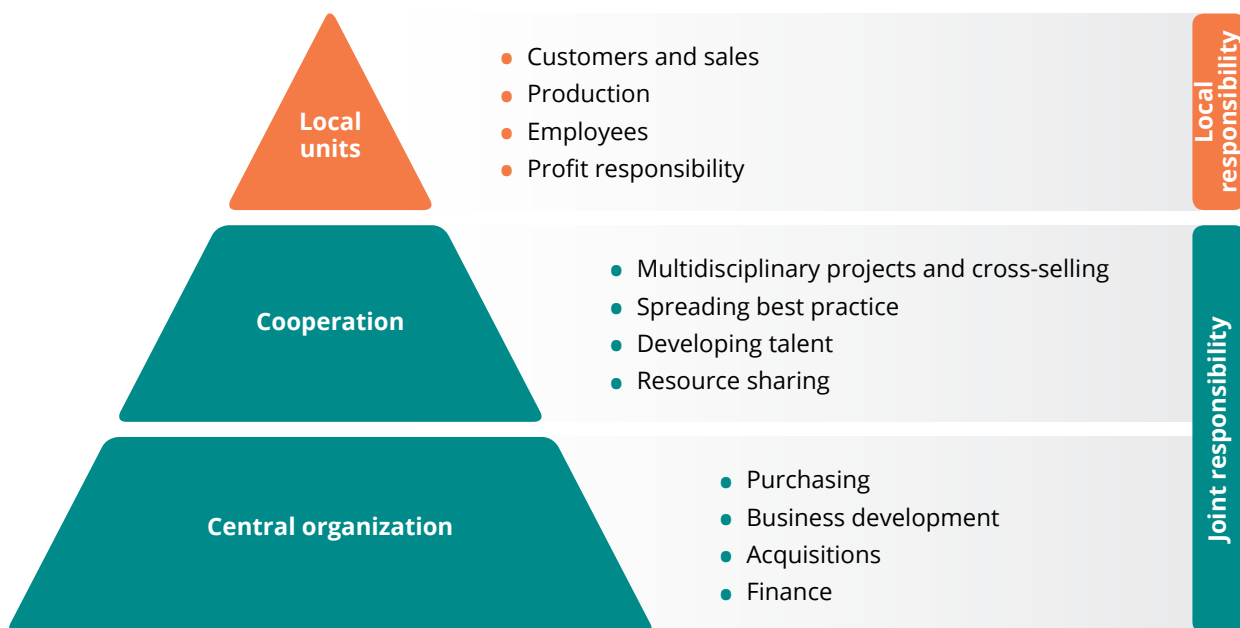 Local
units
Customers and sales
Production
Employees
Profit responsibility
Local
responsibility
Cooperation
Multidisciplinary projects and cross-selling
Spreading best practice
Developing talent
Resource sharing
Joint responsibility
Central organization
Purchasing
Business development
Acquisitions
Finance